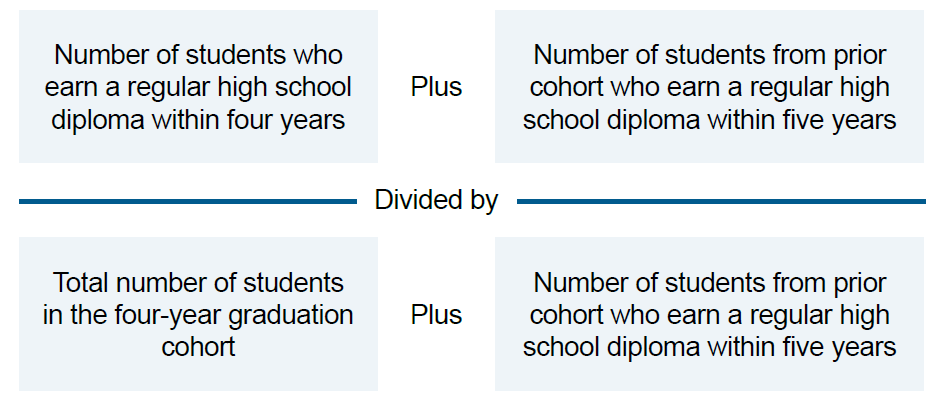 Number of students who
earn a regular high school
diploma within four years
Plus
Number of students from prior
cohort who earn a regular high
school diploma within five years
Divided by
Total number of students
in the four-year graduation
cohort
Plus
Number of students from prior
cohort who earn a regular high
school diploma within five years